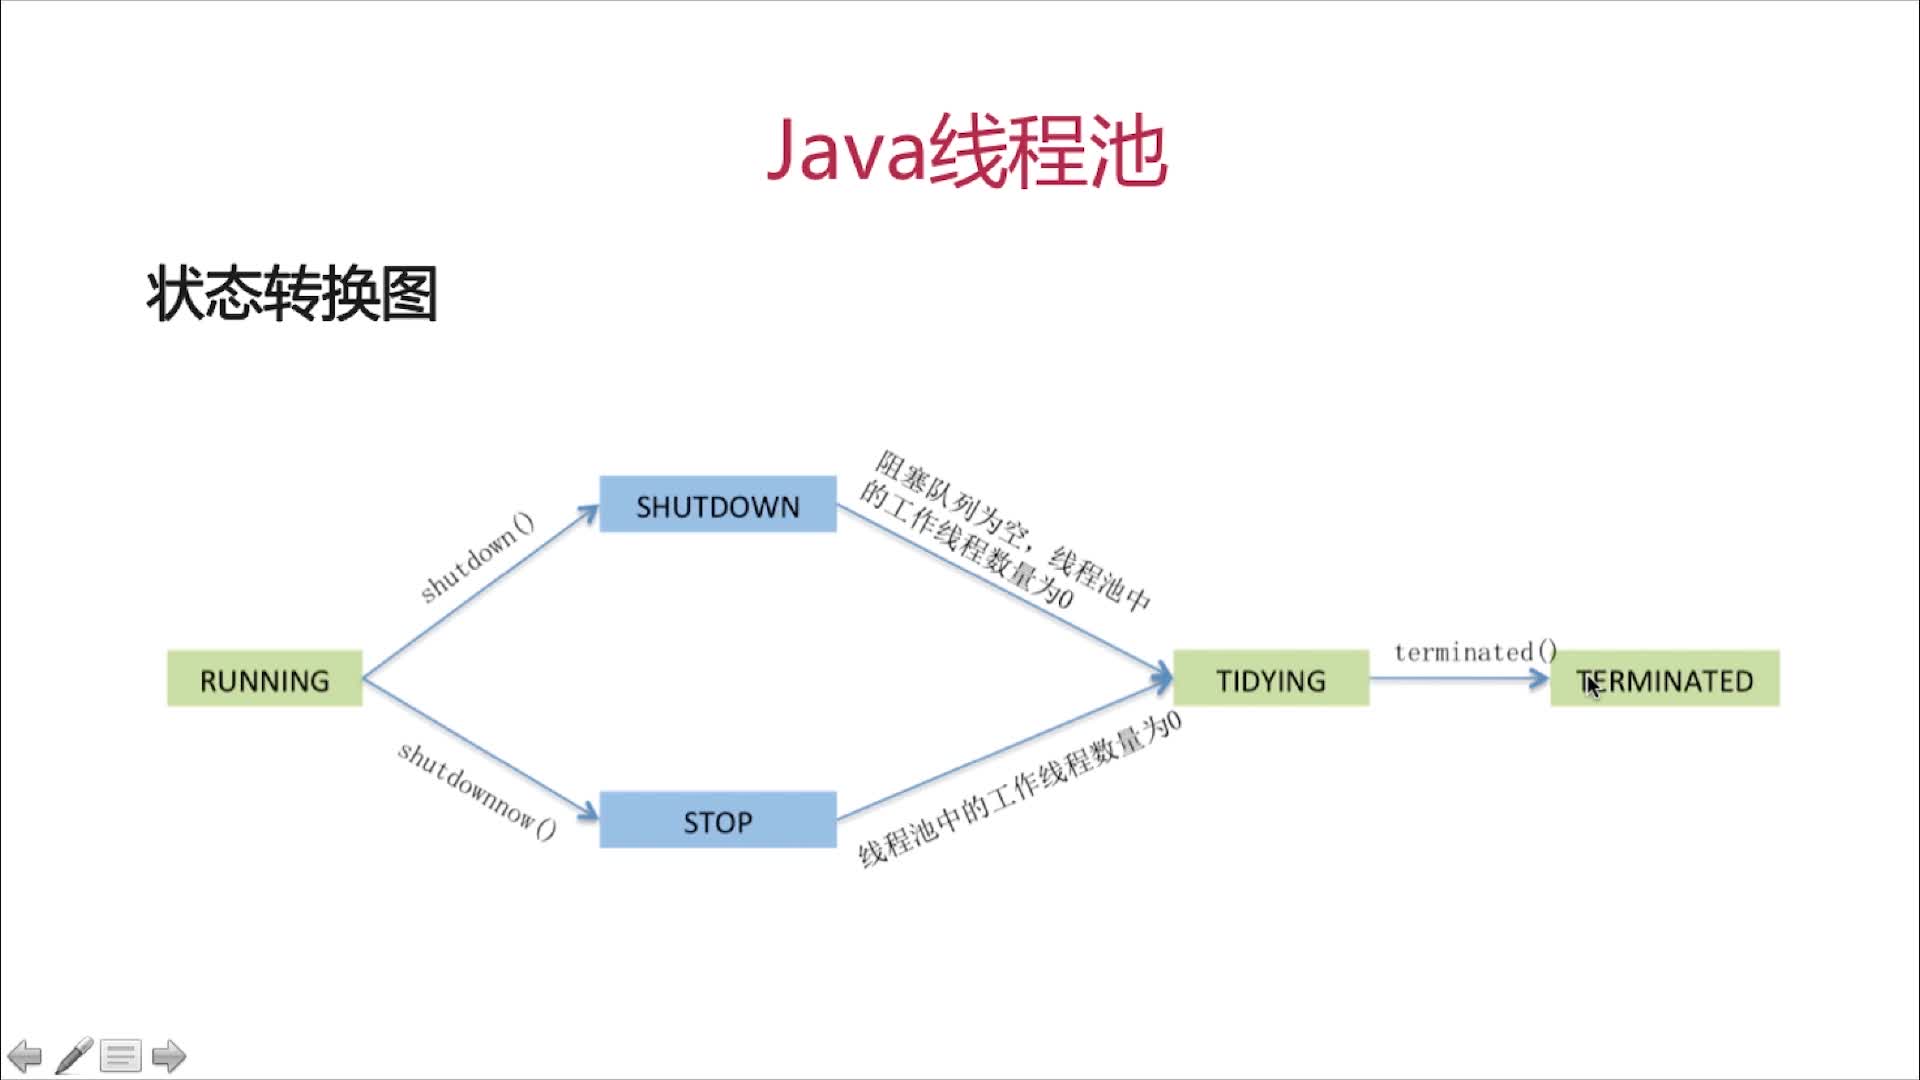 Java线程池
状态转换图
阻塞队列为空，线程池中
的工作线程数量为0
SHUTDOWN
shutdown()
RUNNING
TIDYING
terminated()
TERMINATED
shutdownnow()
STOP
线程池中的工作线程数量为0